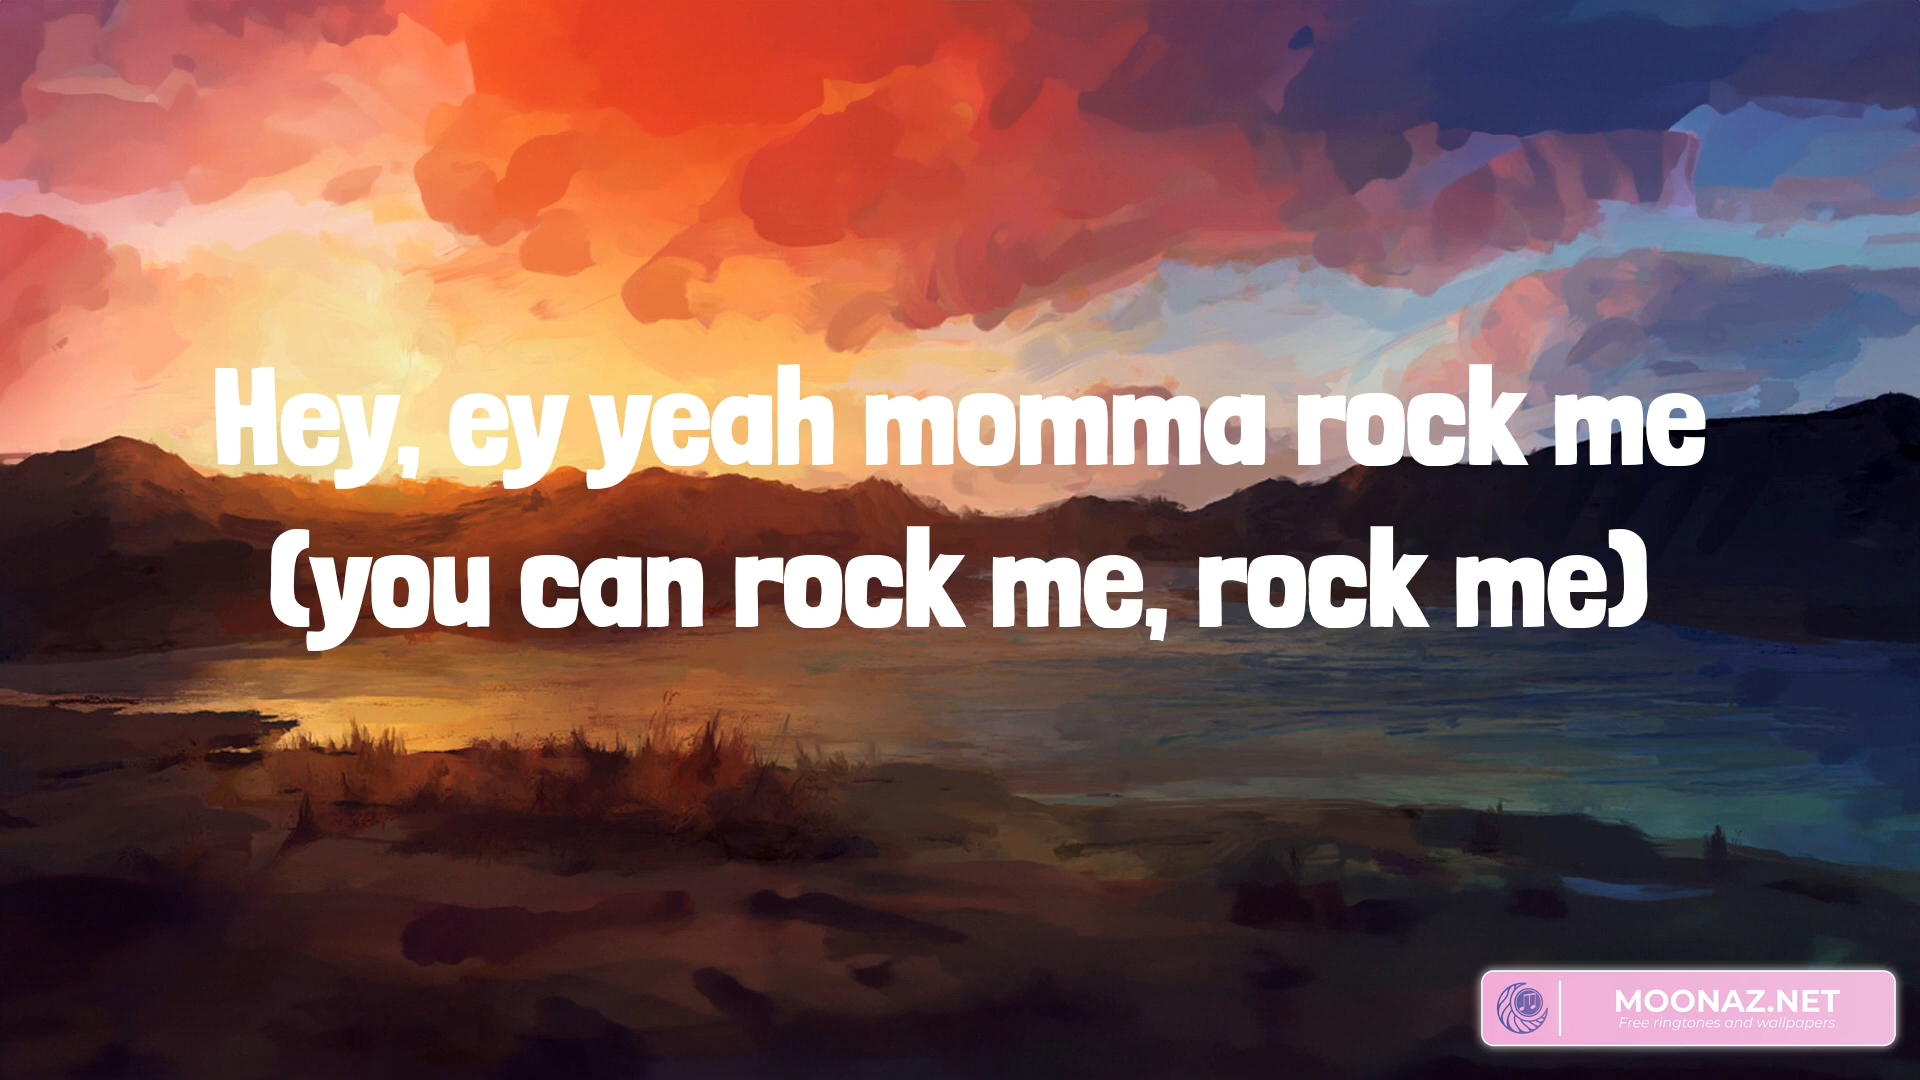 Hey, ey yeah momma rock me
(you can rock me, rock me)
MOONAZ.NET
Free ringtones and wallpapers